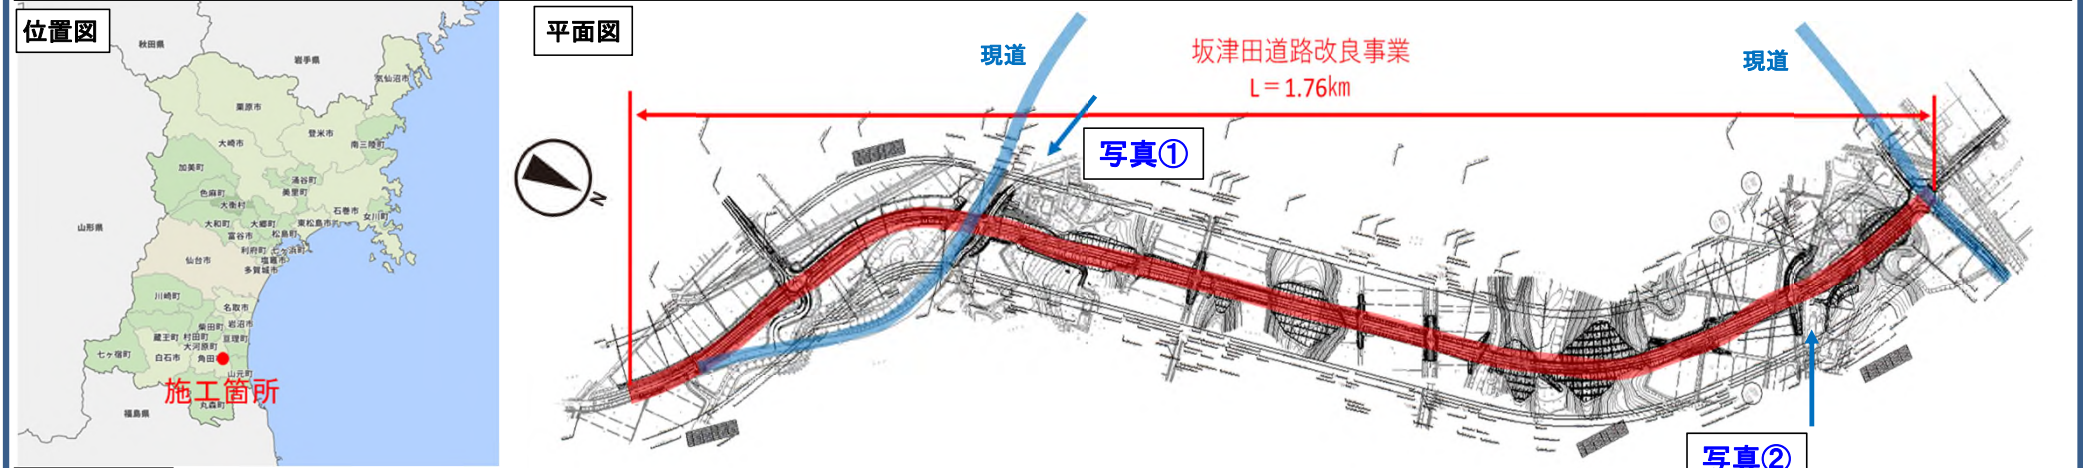 位置図
秋田県
岩手県
気仙沼市
栗原市
登米市
南三陸町
大崎市
加美町
涌谷町
美里町
色麻町
大衡村
石巻市
女川町
大和町
大郷町
東松島市
富谷市
松島町
山形県
利府町
七ヶ浜町
塩竈市
多賀城市
仙台市
川崎町
名取市
柴田町
岩沼市
蔵王町
村田町
亘理町
大河原町
七ヶ宿町
白石市
角田
山元町
施工箇所
丸森町
福島県
平面図
現道
坂津田道路改良事業
L=1.76㎞
現道
写真①
N
写真②